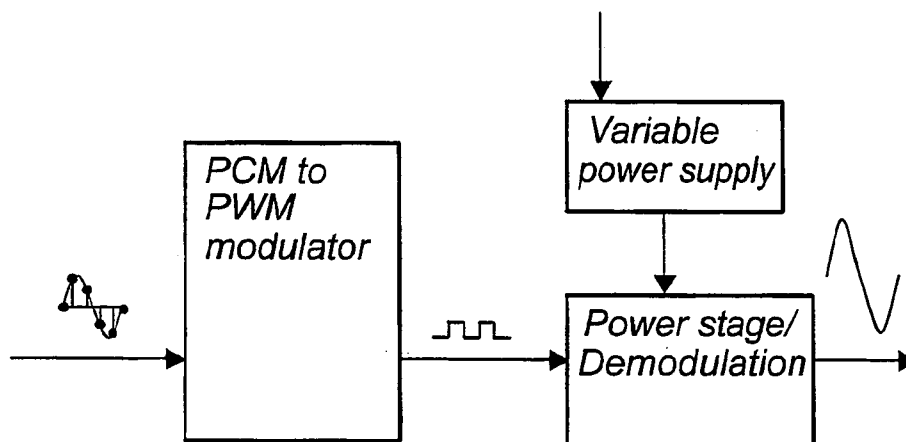 Variable
power supply
PCM to
PWM
modulator
Power stage/
Demodulation